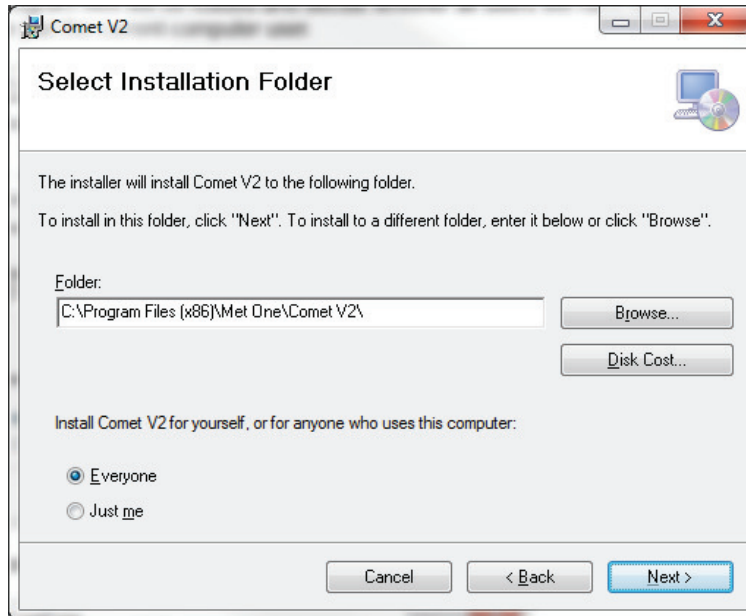 Comet V2
Select Installation Folder
The installer will install Comet V2 to the following folder.
To install in this folder, click "Next". To install to a different folder, enter it below or click "Browse".
Folder:
C:\Program Files (x86)\Met One\Comet V2\
Browse...
Disk Cost...
Install Comet V2 for yourself, or for anyone who uses this computer:
Everyone
Just me
Cancel
< Back
Next >